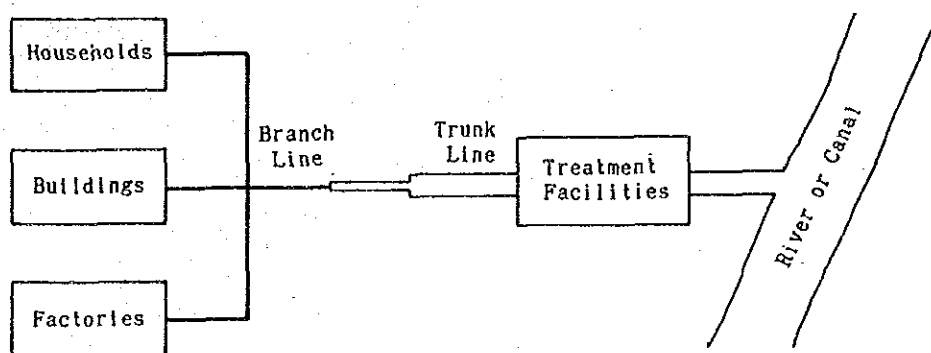 Households
Branch
Line
Trunk
Line
Buildings
Treatment
Facilities
River or Canal
Factories